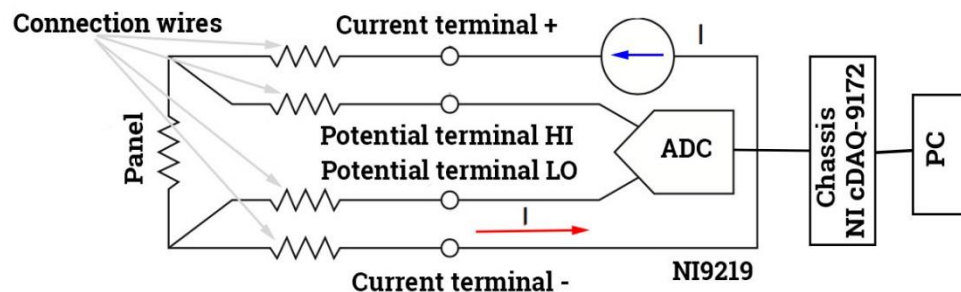 Connection wires
Current terminal +
I
Potential terminal HI
Potential terminal LO
ADC
Panel
I
Current terminal -
NI9219
Chassis
NI cDAQ-9172
PC